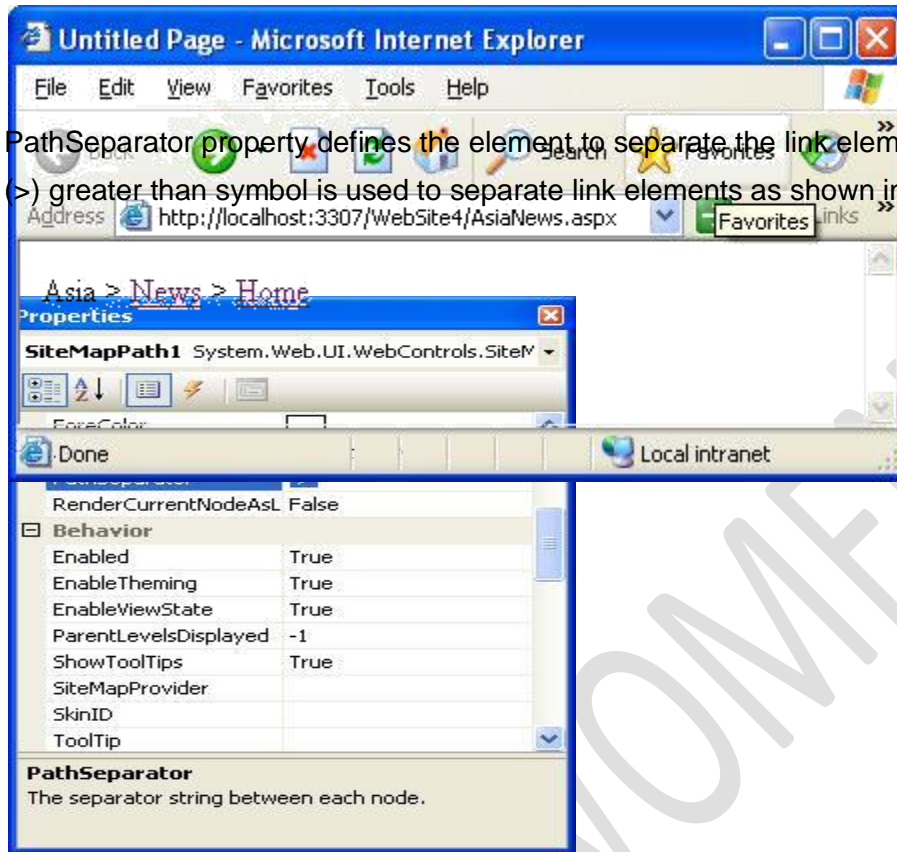 Untitled Page - Microsoft Internet Explorer
File Edit View Favorites Tools Help
PathSeparator property defines the element to separate the link elem
Search Favorites
(>) greater than symbol is used to separate link elements as shown in
Address http://localhost:3307/WebSite4/AsiaNews.aspx Links
Favorites
Asia > News > Home
Properties
SiteMapPath1 System.Web.UI.WebControls.SiteM
ForeColor
Done Local intranet
PathSeparator >
RenderCurrentNodeAsL False
Behavior
Enabled True
EnableTheming True
EnableViewState True
ParentLevelsDisplayed -1
ShowToolTips True
SiteMapProvider
SkinID
ToolTip
PathSeparator
The separator string between each node.